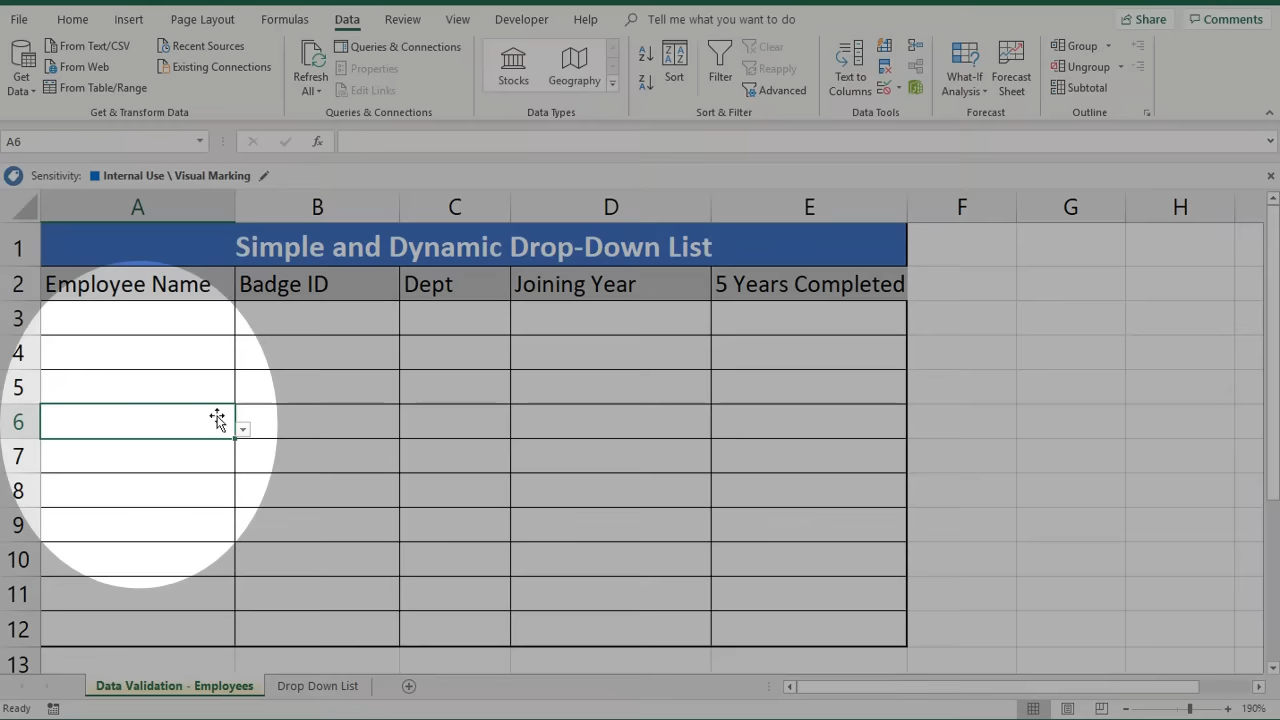 File Home Insert Page Layout Formulas Data Review View Developer Help Tell me what you want to do Share Comments
Get Data
From Text/CSV
From Web
From Table/Range
Recent Sources
Existing Connections
Get & Transform Data
Refresh All
Queries & Connections
Properties
Edit Links
Queries & Connections
Stocks
Geography
Data Types
Sort
Filter
Clear
Reapply
Advanced
Sort & Filter
Text to Columns
Data Tools
What-If Analysis
Forecast Sheet
Forecast
Group
Ungroup
Subtotal
Outline
A6 fx
Sensitivity: Internal Use \ Visual Marking
A B C D E F G H
1 Simple and Dynamic Drop-Down List
2 Employee Name Badge ID Dept Joining Year 5 Years Completed
3
4
5
6
7
8
9
10
11
12
13
Data Validation - Employees Drop Down List
Ready 190%